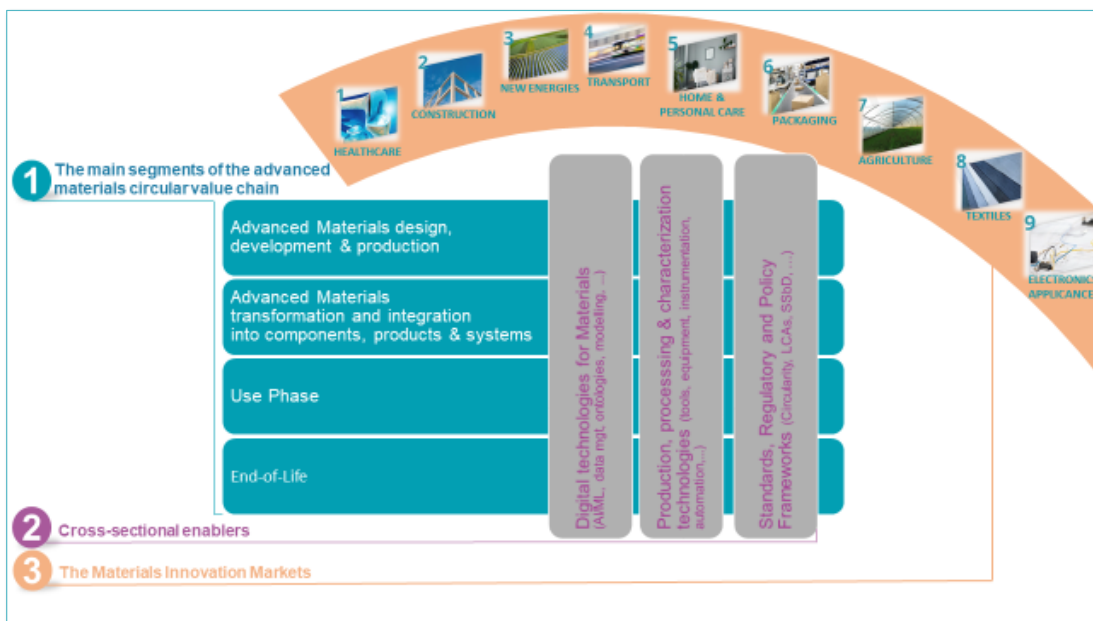 1
HEALTHCARE
2
CONSTRUCTION
3
NEW ENERGIES
4
TRANSPORT
5
HOME &
PERSONAL CARE
6
PACKAGING
7
AGRICULTURE
8
TEXTILES
9
ELECTRONIC
APPLICANCE
1
The main segments of the advanced
materials circular value chain
Advanced Materials design,
development & production
Advanced Materials
transformation and integration
into components, products & systems
Use Phase
End-of-Life
Digital technologies for Materials
(AI/ML, data mgt, ontologies, modelling, ...)
Production, processsing & characterization
technologies (tools, equipment, instrumentation,
automation,...)
Standards, Regulatory and Policy
Frameworks (Circularity, LCAs, SSbD, ...)
2
Cross-sectional enablers
3
The Materials Innovation Markets